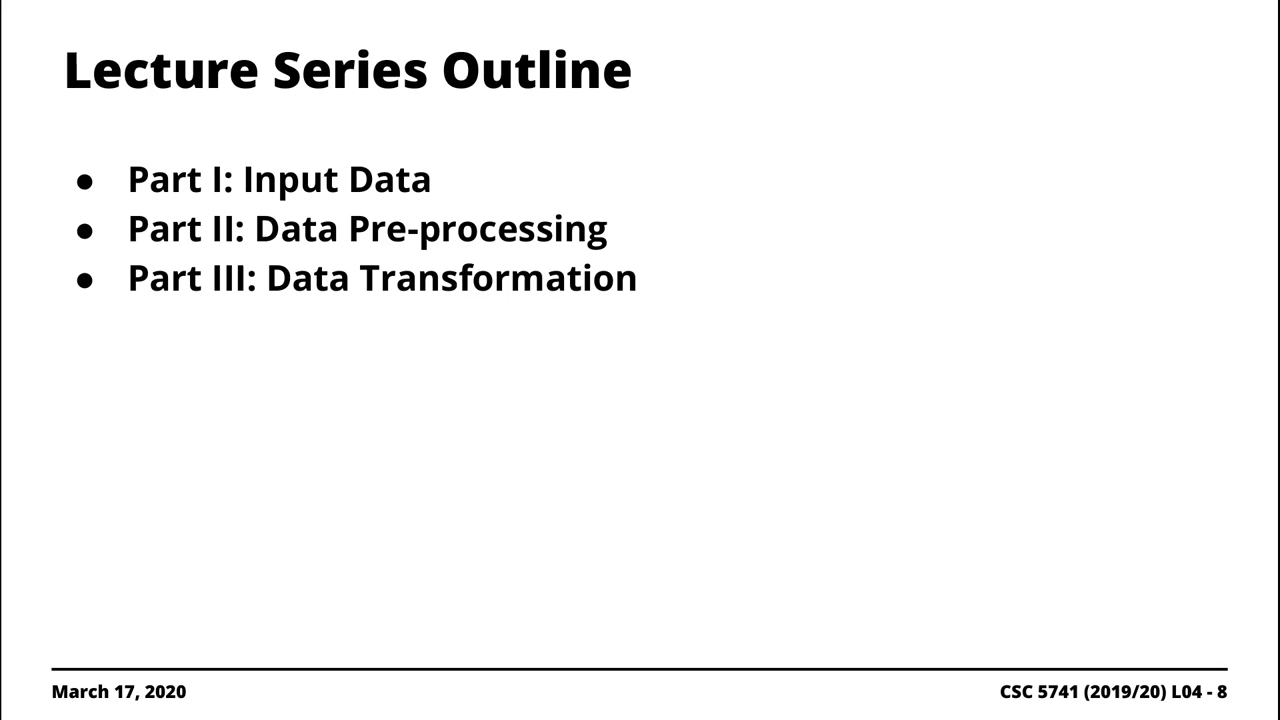 Lecture Series Outline
● Part I: Input Data
● Part II: Data Pre-processing
● Part III: Data Transformation
March 17, 2020
CSC 5741 (2019/20) L04 - 8